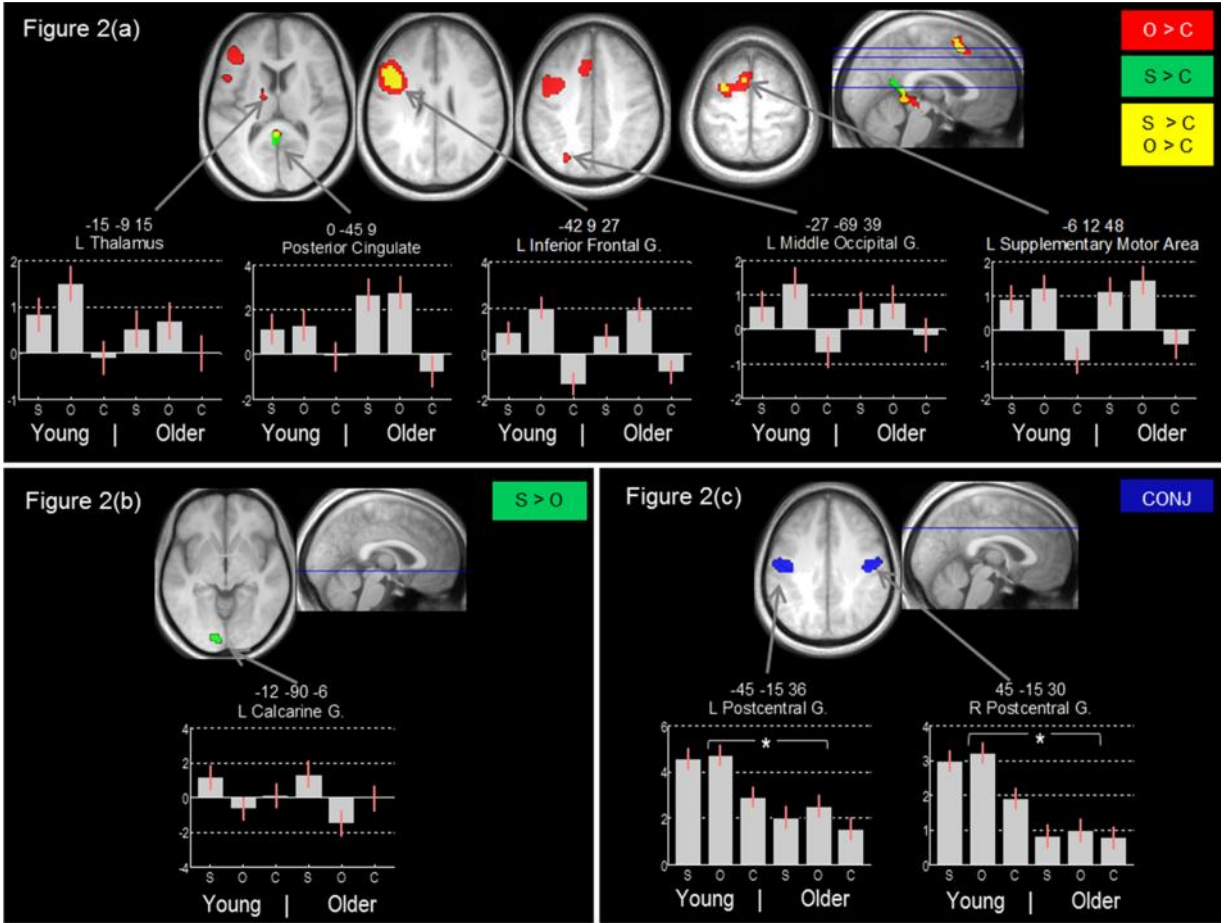 Figure 2(a)
O > C
S > C
S > C
O > C
-15 -9 15
L Thalamus
2
1
0
-1
S O C S O C
Young | Older
0 -45 9
Posterior Cingulate
4
2
0
-2
S O C S O C
Young | Older
-42 9 27
L Inferior Frontal G.
4
2
0
-2
S O C S O C
Young | Older
-27 -69 39
L Middle Occipital G.
2
1
0
-1
-2
S O C S O C
Young | Older
-6 12 48
L Supplementary Motor Area
2
1
0
-1
-2
S O C S O C
Young | Older
Figure 2(b)
S > O
-12 -90 -6
L Calcarine G.
4
2
0
-2
-4
S O C S O C
Young | Older
Figure 2(c)
CONJ
-45 -15 36
L Postcentral G.
6
4
2
0
*
S O C S O C
Young | Older
45 -15 30
R Postcentral G.
4
3
2
1
0
*
S O C S O C
Young | Older